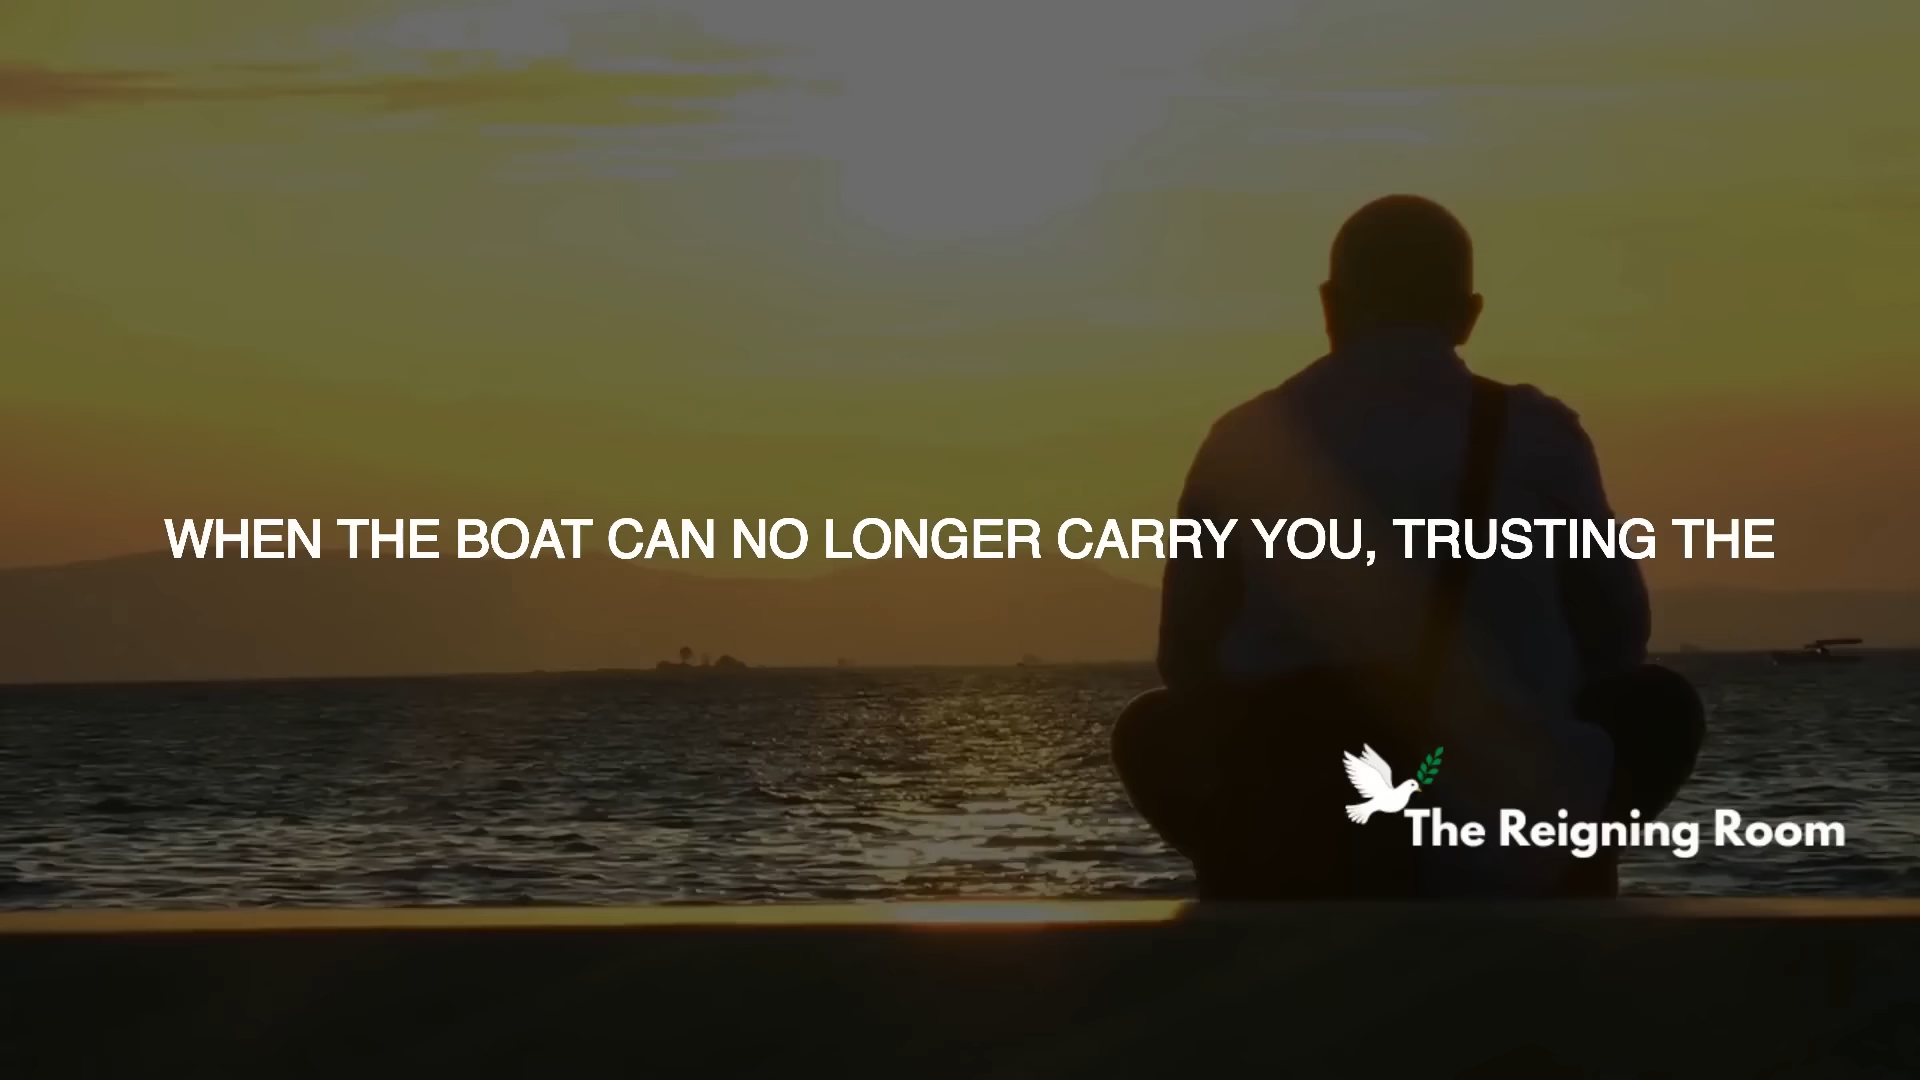 WHEN THE BOAT CAN NO LONGER CARRY YOU, TRUSTING THE
The Reigning Room